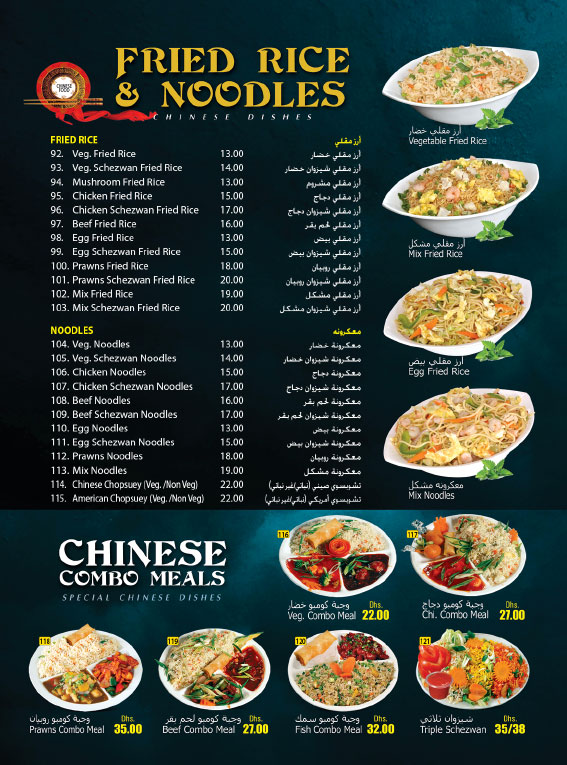 CHINESE FOOD
FRIED RICE
& NOODLES
CHINESE DISHES
FRIED RICE أرز مقلي
92. Veg. Fried Rice 13.00 أرز مقلي خضار
93. Veg. Schezwan Fried Rice 14.00 أرز مقلي شيزوان خضار
94. Mushroom Fried Rice 13.00 أرز مقلي مشروم
95. Chicken Fried Rice 15.00 أرز مقلي دجاج
96. Chicken Schezwan Fried Rice 17.00 أرز مقلي شيزوان دجاج
97. Beef Fried Rice 16.00 أرز مقلي لحم بقر
98. Egg Fried Rice 13.00 أرز مقلي بيض
99. Egg Schezwan Fried Rice 15.00 أرز مقلي شيزوان بيض
100. Prawns Fried Rice 18.00 أرز مقلي روبيان
101. Prawns Schezwan Fried Rice 20.00 أرز مقلي شيزوان روبيان
102. Mix Fried Rice 19.00 أرز مقلي مشكل
103. Mix Schezwan Fried Rice 20.00 أرز مقلي شيزوان مشكل
NOODLES معكرونه
104. Veg. Noodles 13.00 معكرونة خضار
105. Veg. Schezwan Noodles 14.00 معكرونة شيزوان خضار
106. Chicken Noodles 15.00 معكرونة دجاج
107. Chicken Schezwan Noodles 17.00 معكرونة شيزوان دجاج
108. Beef Noodles 16.00 معكرونة لحم بقر
109. Beef Schezwan Noodles 17.00 معكرونة شيزوان لحم بقر
110. Egg Noodles 13.00 معكرونة بيض
111. Egg Schezwan Noodles 15.00 معكرونة شيزوان بيض
112. Prawns Noodles 18.00 معكرونة روبيان
113. Mix Noodles 19.00 معكرونة مشكل
114. Chinese Chopsuey (Veg. /Non Veg) 22.00 تشوبسوي صيني (نباتي/غير نباتي)
115. American Chopsuey (Veg. /Non Veg) 22.00 تشوبسوي أمريكي (نباتي/غير نباتي)
أرز مقلي خضار
Vegetable Fried Rice
أرز مقلي مشكل
Mix Fried Rice
أرز مقلي بيض
Egg Fried Rice
معكرونه مشكل
Mix Noodles
CHINESE
COMBO MEALS
SPECIAL CHINESE DISHES
116
وجبة كومبو خضار Dhs.
Veg. Combo Meal 22.00
117
وجبة كومبو دجاج Dhs.
Chi. Combo Meal 27.00
118
وجبة كومبو روبيان Dhs.
Prawns Combo Meal 35.00
119
وجبة كومبو لحم بقر Dhs.
Beef Combo Meal 27.00
120
وجبة كومبو سمك Dhs.
Fish Combo Meal 32.00
121
شيزوان ثلاثي Dhs.
Triple Schezwan 35/38